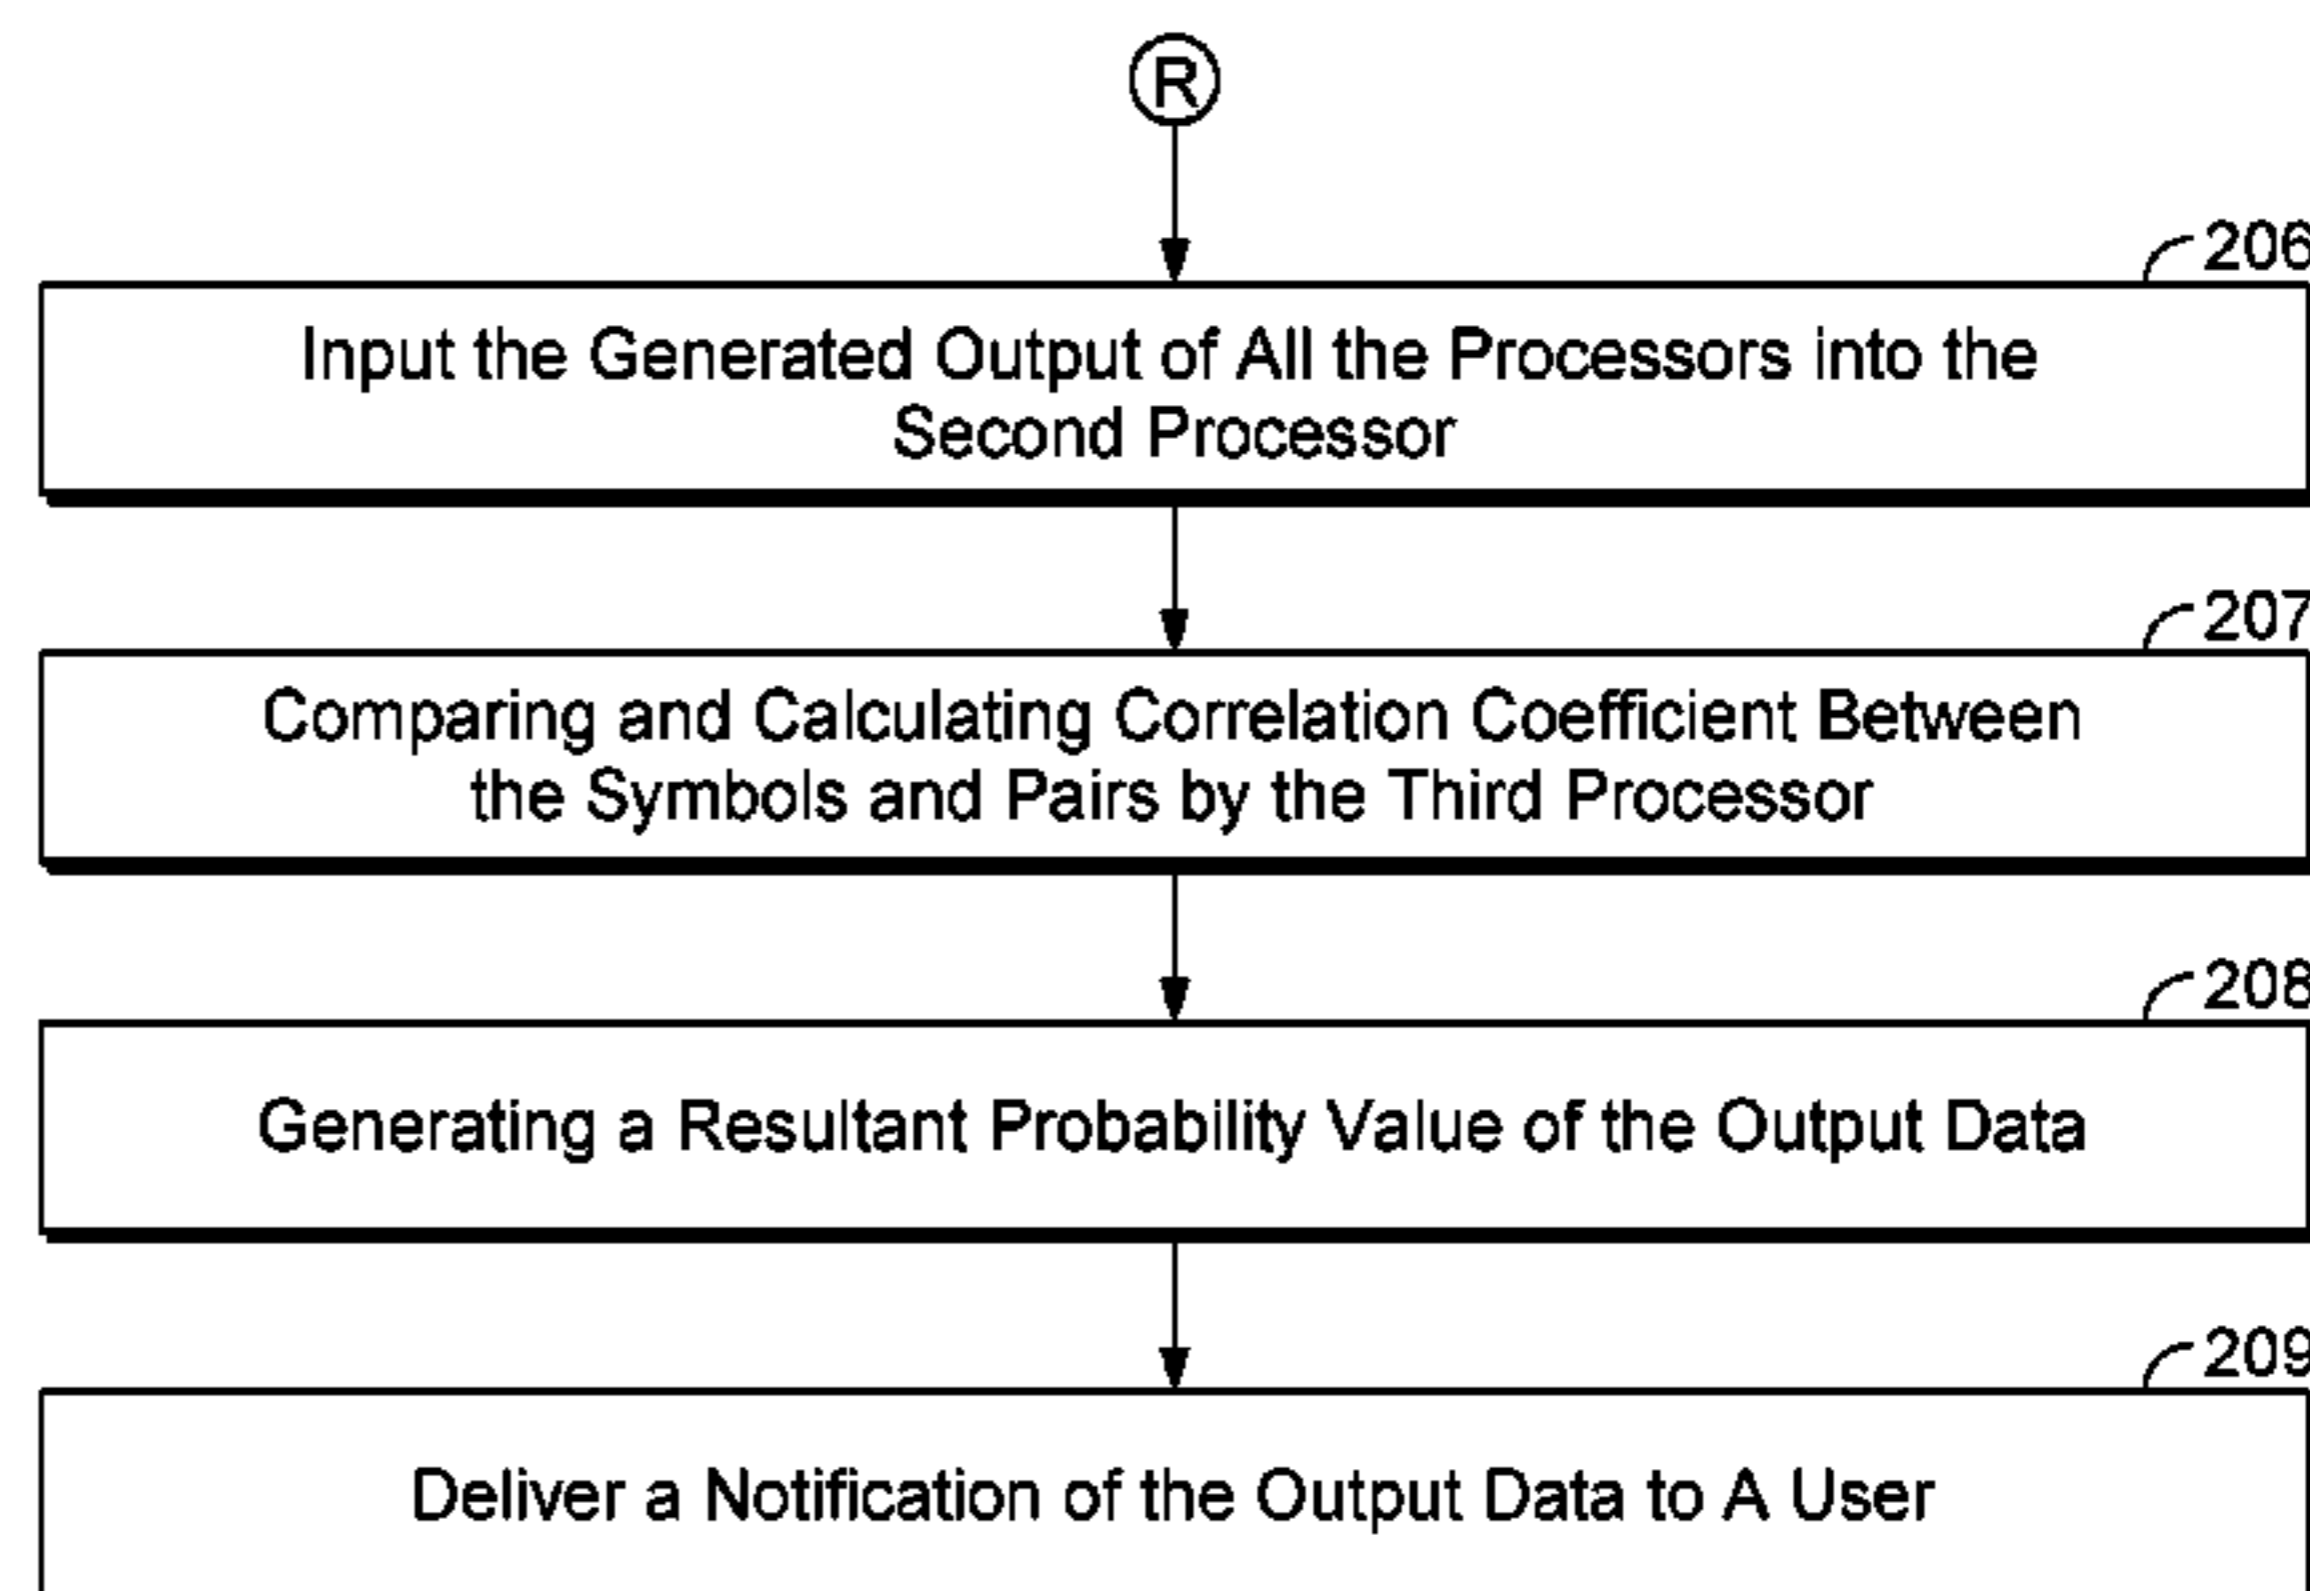 R
206
Input the Generated Output of All the Processors into the
Second Processor
207
Comparing and Calculating Correlation Coefficient Between
the Symbols and Pairs by the Third Processor
208
Generating a Resultant Probability Value of the Output Data
209
Deliver a Notification of the Output Data to A User